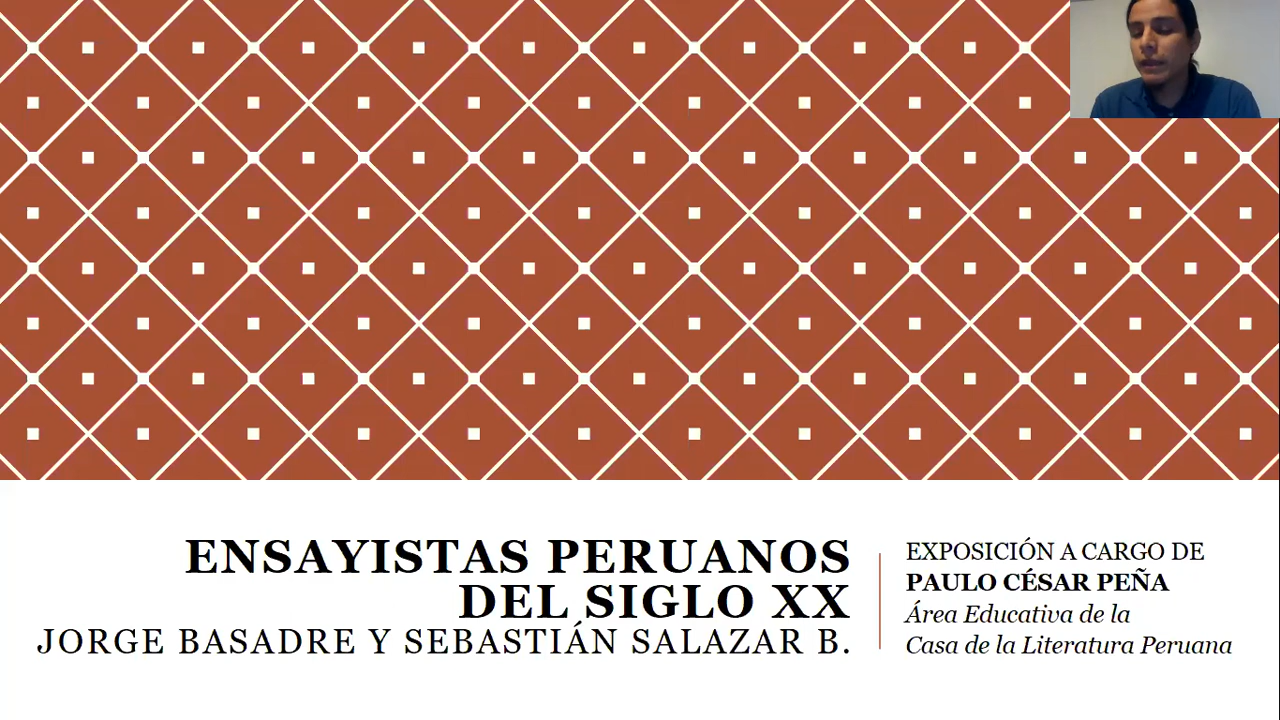 ENSAYISTAS PERUANOS
DEL SIGLO XX
JORGE BASADRE Y SEBASTIÁN SALAZAR B.
EXPOSICIÓN A CARGO DE
PAULO CÉSAR PEÑA
Área Educativa de la
Casa de la Literatura Peruana